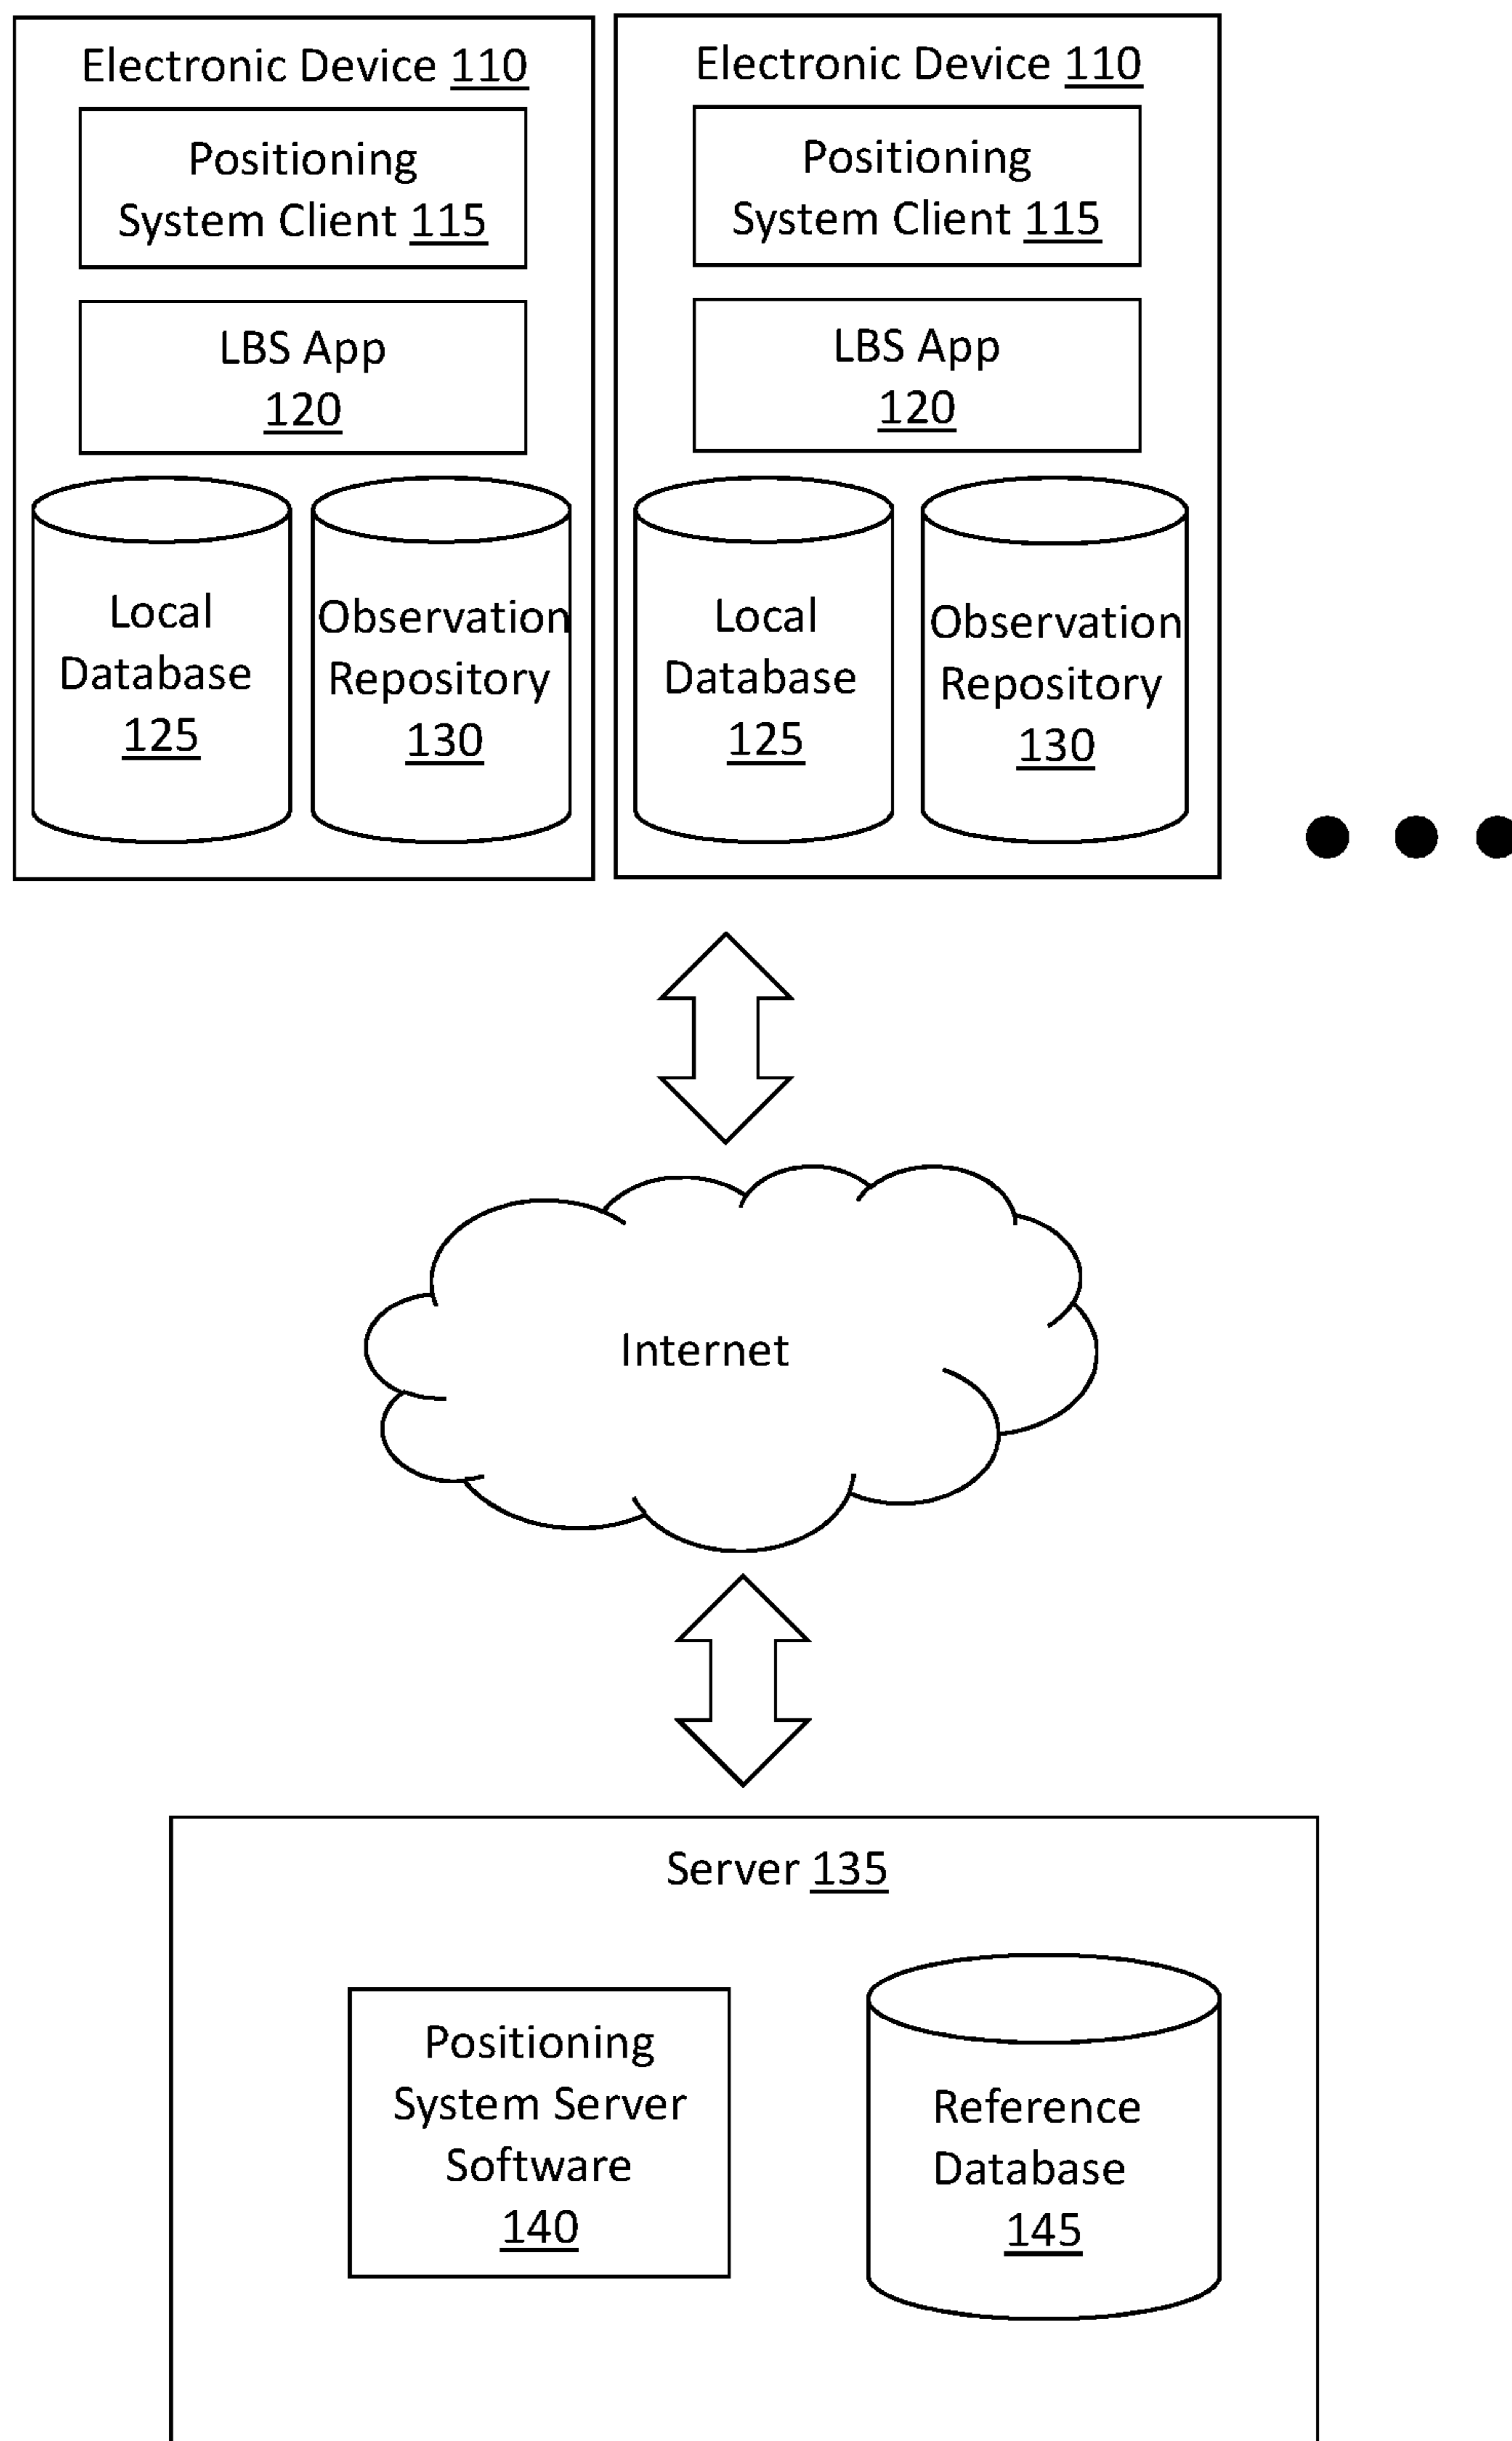 Electronic Device 110
Positioning
System Client 115
LBS App
120
Local
Database
125
Observation
Repository
130
Electronic Device 110
Positioning
System Client 115
LBS App
120
Local
Database
125
Observation
Repository
130
Internet
Server 135
Positioning
System Server
Software
140
Reference
Database
145